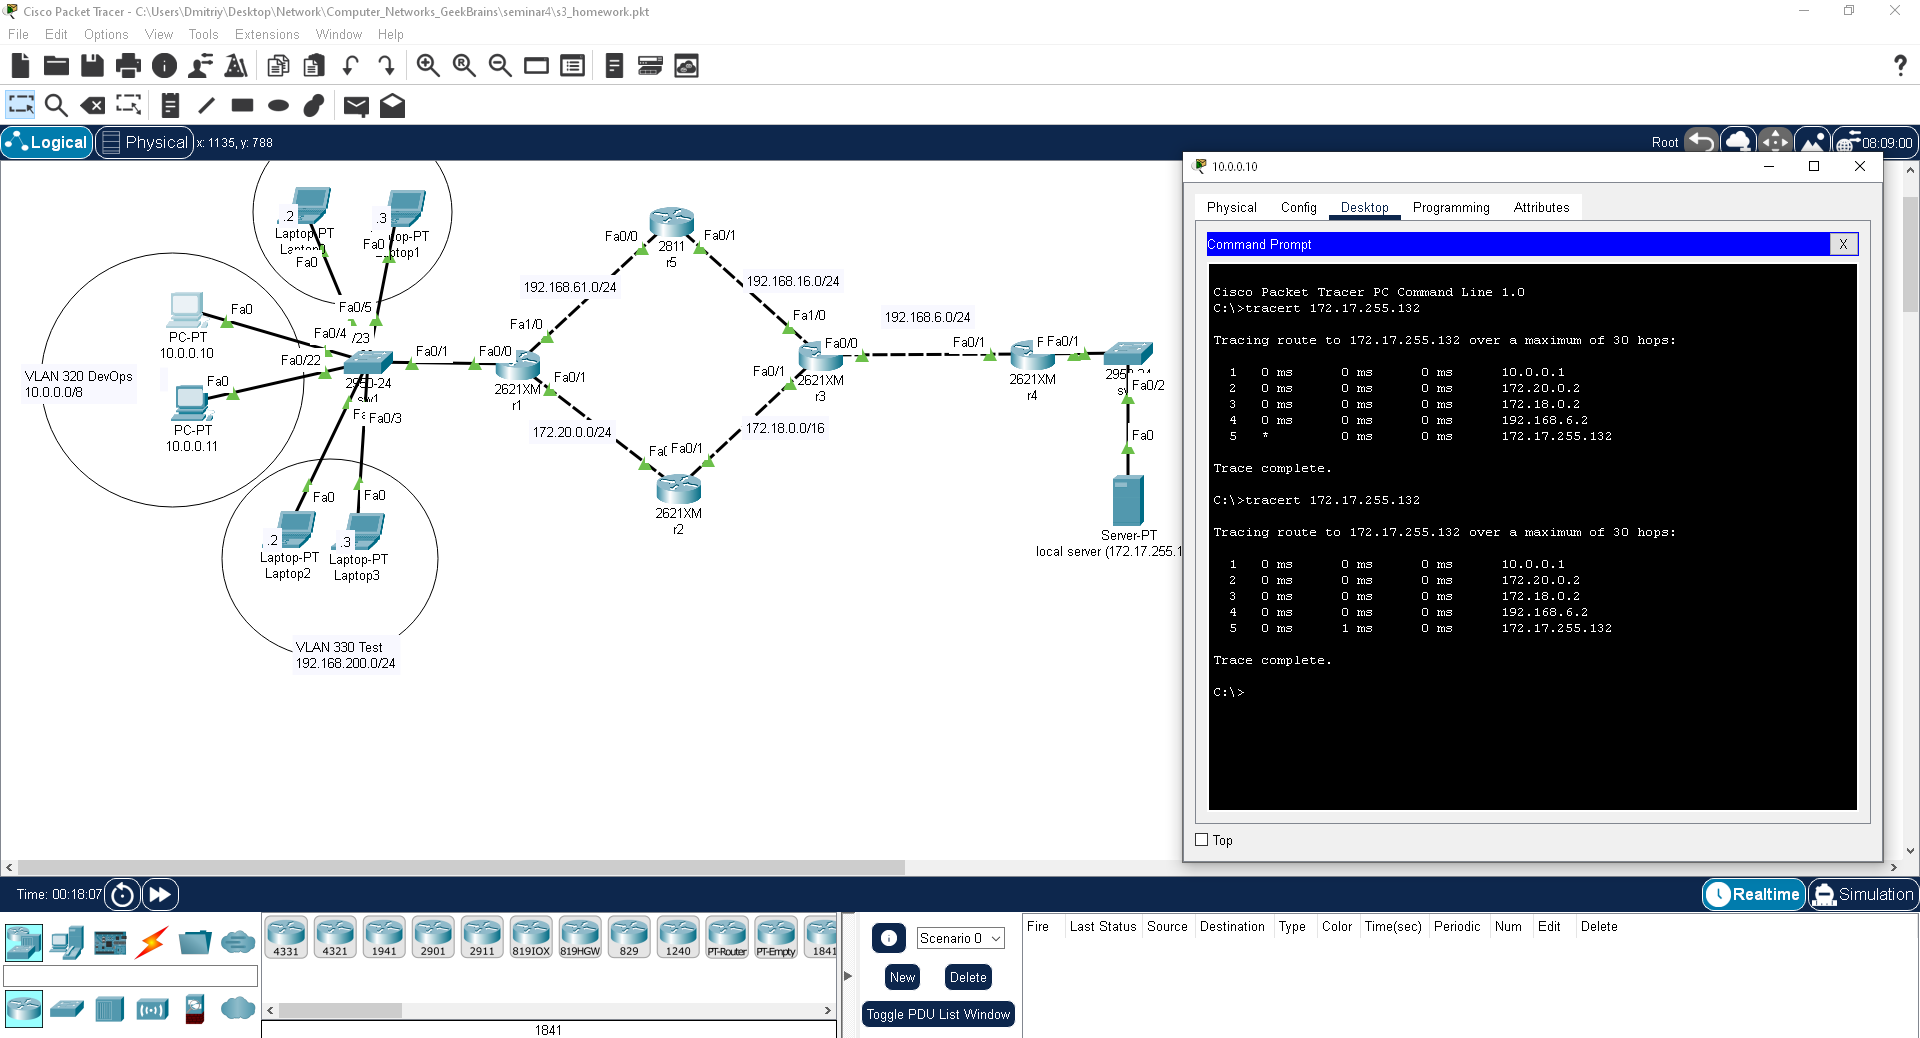 Cisco Packet Tracer - C:\Users\Dmitriy\Desktop\Network\Computer_Networks_GeekBrains\seminar4\s3_homework.pkt
File Edit Options View Tools Extensions Window Help
?
Logical
Physical
x: 1135, y: 788
Root
08:09:00
.2
Laptop-PT
Fa0
.3
Fa0
Fa0/5
/23
Fa0/4
Fa0/22
Fa0
PC-PT
10.0.0.10
Fa0
PC-PT
10.0.0.11
VLAN 320 DevOps
10.0.0.0/8
2950-24
Fa0/3
Fa0/1
Fa0/0
Fa1/0
Fa0/1
2621XM
r1
192.168.61.0/24
172.20.0.0/24
Fa0/0
Fa0/1
2811
r5
192.168.16.0/24
Fa1/0
Fa0/0
Fa0/1
2621XM
r3
172.18.0.0/16
Fa0/1
2621XM
r2
192.168.6.0/24
Fa0/1
Fa0/1
2621XM
r4
Fa0/2
Fa0
Server-PT
local server (172.17.255.1
Fa0
Fa0
.2
Laptop-PT
Laptop2
.3
Laptop-PT
Laptop3
VLAN 330 Test
192.168.200.0/24
10.0.0.10
Physical Config Desktop Programming Attributes
Command Prompt
X
Cisco Packet Tracer PC Command Line 1.0
C:\>tracert 172.17.255.132
Tracing route to 172.17.255.132 over a maximum of 30 hops:
1 0 ms 0 ms 0 ms 10.0.0.1
2 0 ms 0 ms 0 ms 172.20.0.2
3 0 ms 0 ms 0 ms 172.18.0.2
4 0 ms 0 ms 0 ms 192.168.6.2
5 * 0 ms 0 ms 172.17.255.132
Trace complete.
C:\>tracert 172.17.255.132
Tracing route to 172.17.255.132 over a maximum of 30 hops:
1 0 ms 0 ms 0 ms 10.0.0.1
2 0 ms 0 ms 0 ms 172.20.0.2
3 0 ms 0 ms 0 ms 172.18.0.2
4 0 ms 0 ms 0 ms 192.168.6.2
5 0 ms 1 ms 0 ms 172.17.255.132
Trace complete.
C:\>
Top
Time: 00:18:07
Realtime
Simulation
4331 4321 1941 2901 2911 819IOX 819HGW 829 1240 PT-Router PT-Empty 1841
1841
Scenario 0
New
Delete
Toggle PDU List Window
Fire Last Status Source Destination Type Color Time(sec) Periodic Num Edit Delete